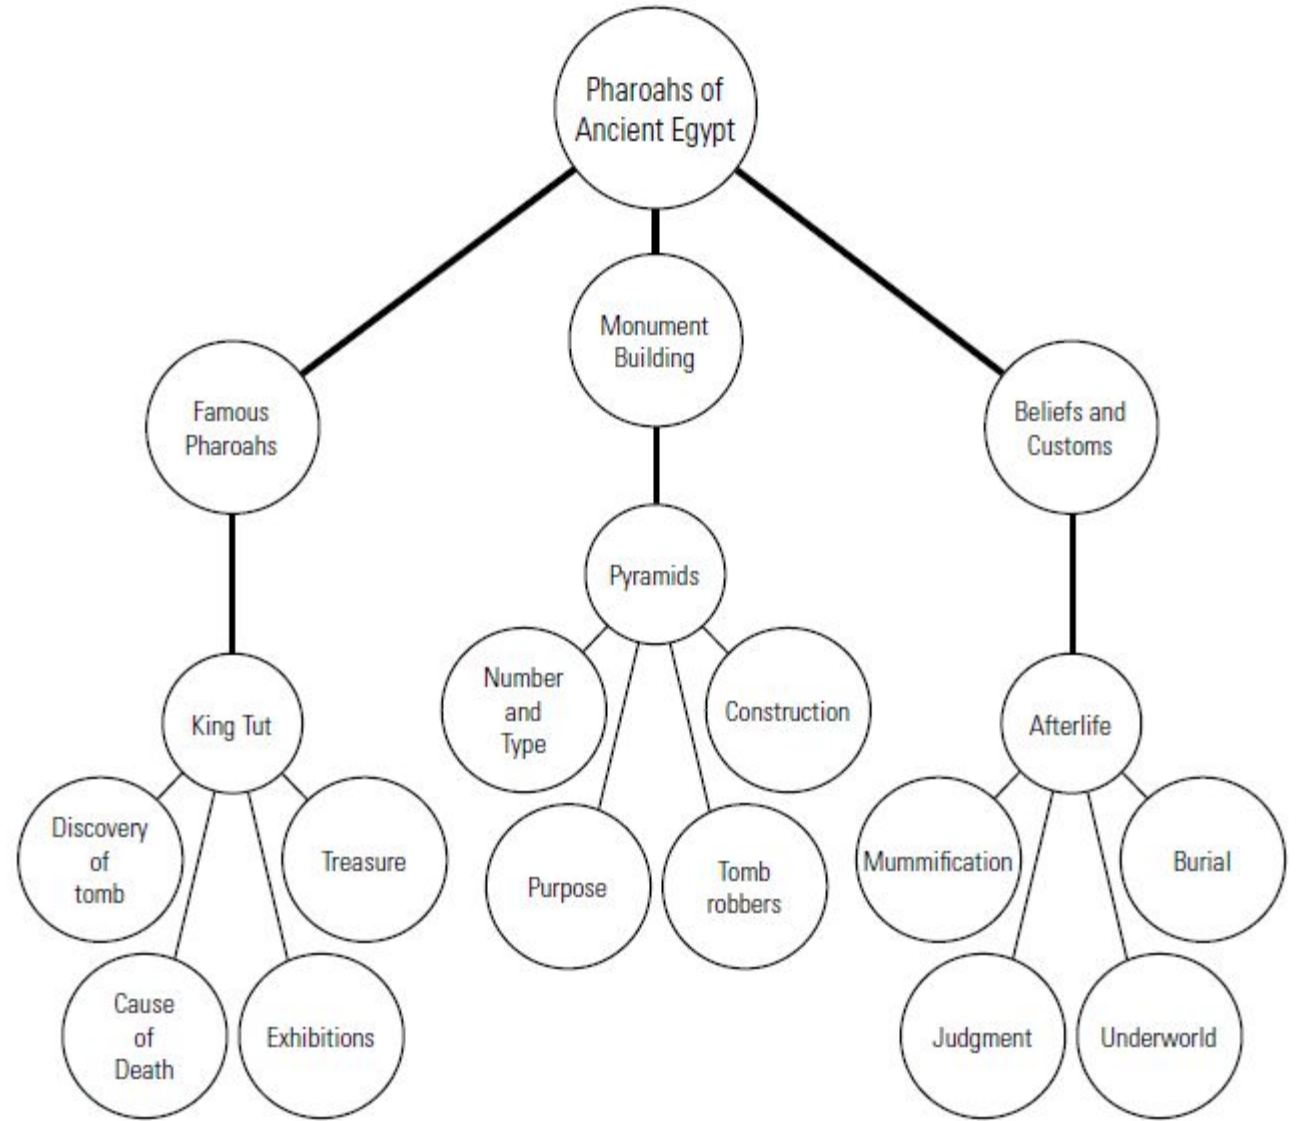 Pharoahs of
Ancient Egypt
Monument
Building
Famous
Pharoahs
Beliefs and
Customs
Pyramids
Number
and
Type
Construction
Purpose
Tomb
robbers
King Tut
Discovery
of
tomb
Treasure
Cause
of
Death
Exhibitions
Afterlife
Mummification
Burial
Judgment
Underworld